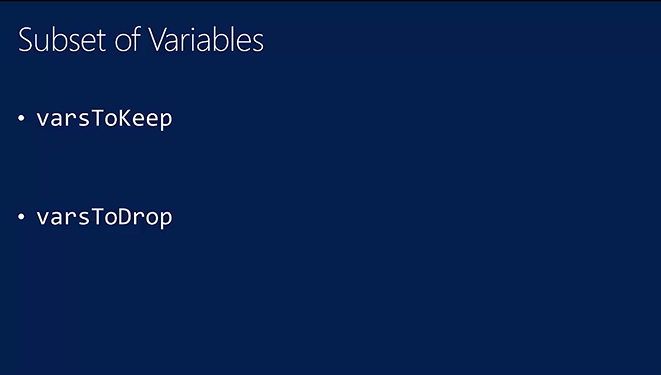 Subset of Variables
• varsToKeep
• varsToDrop